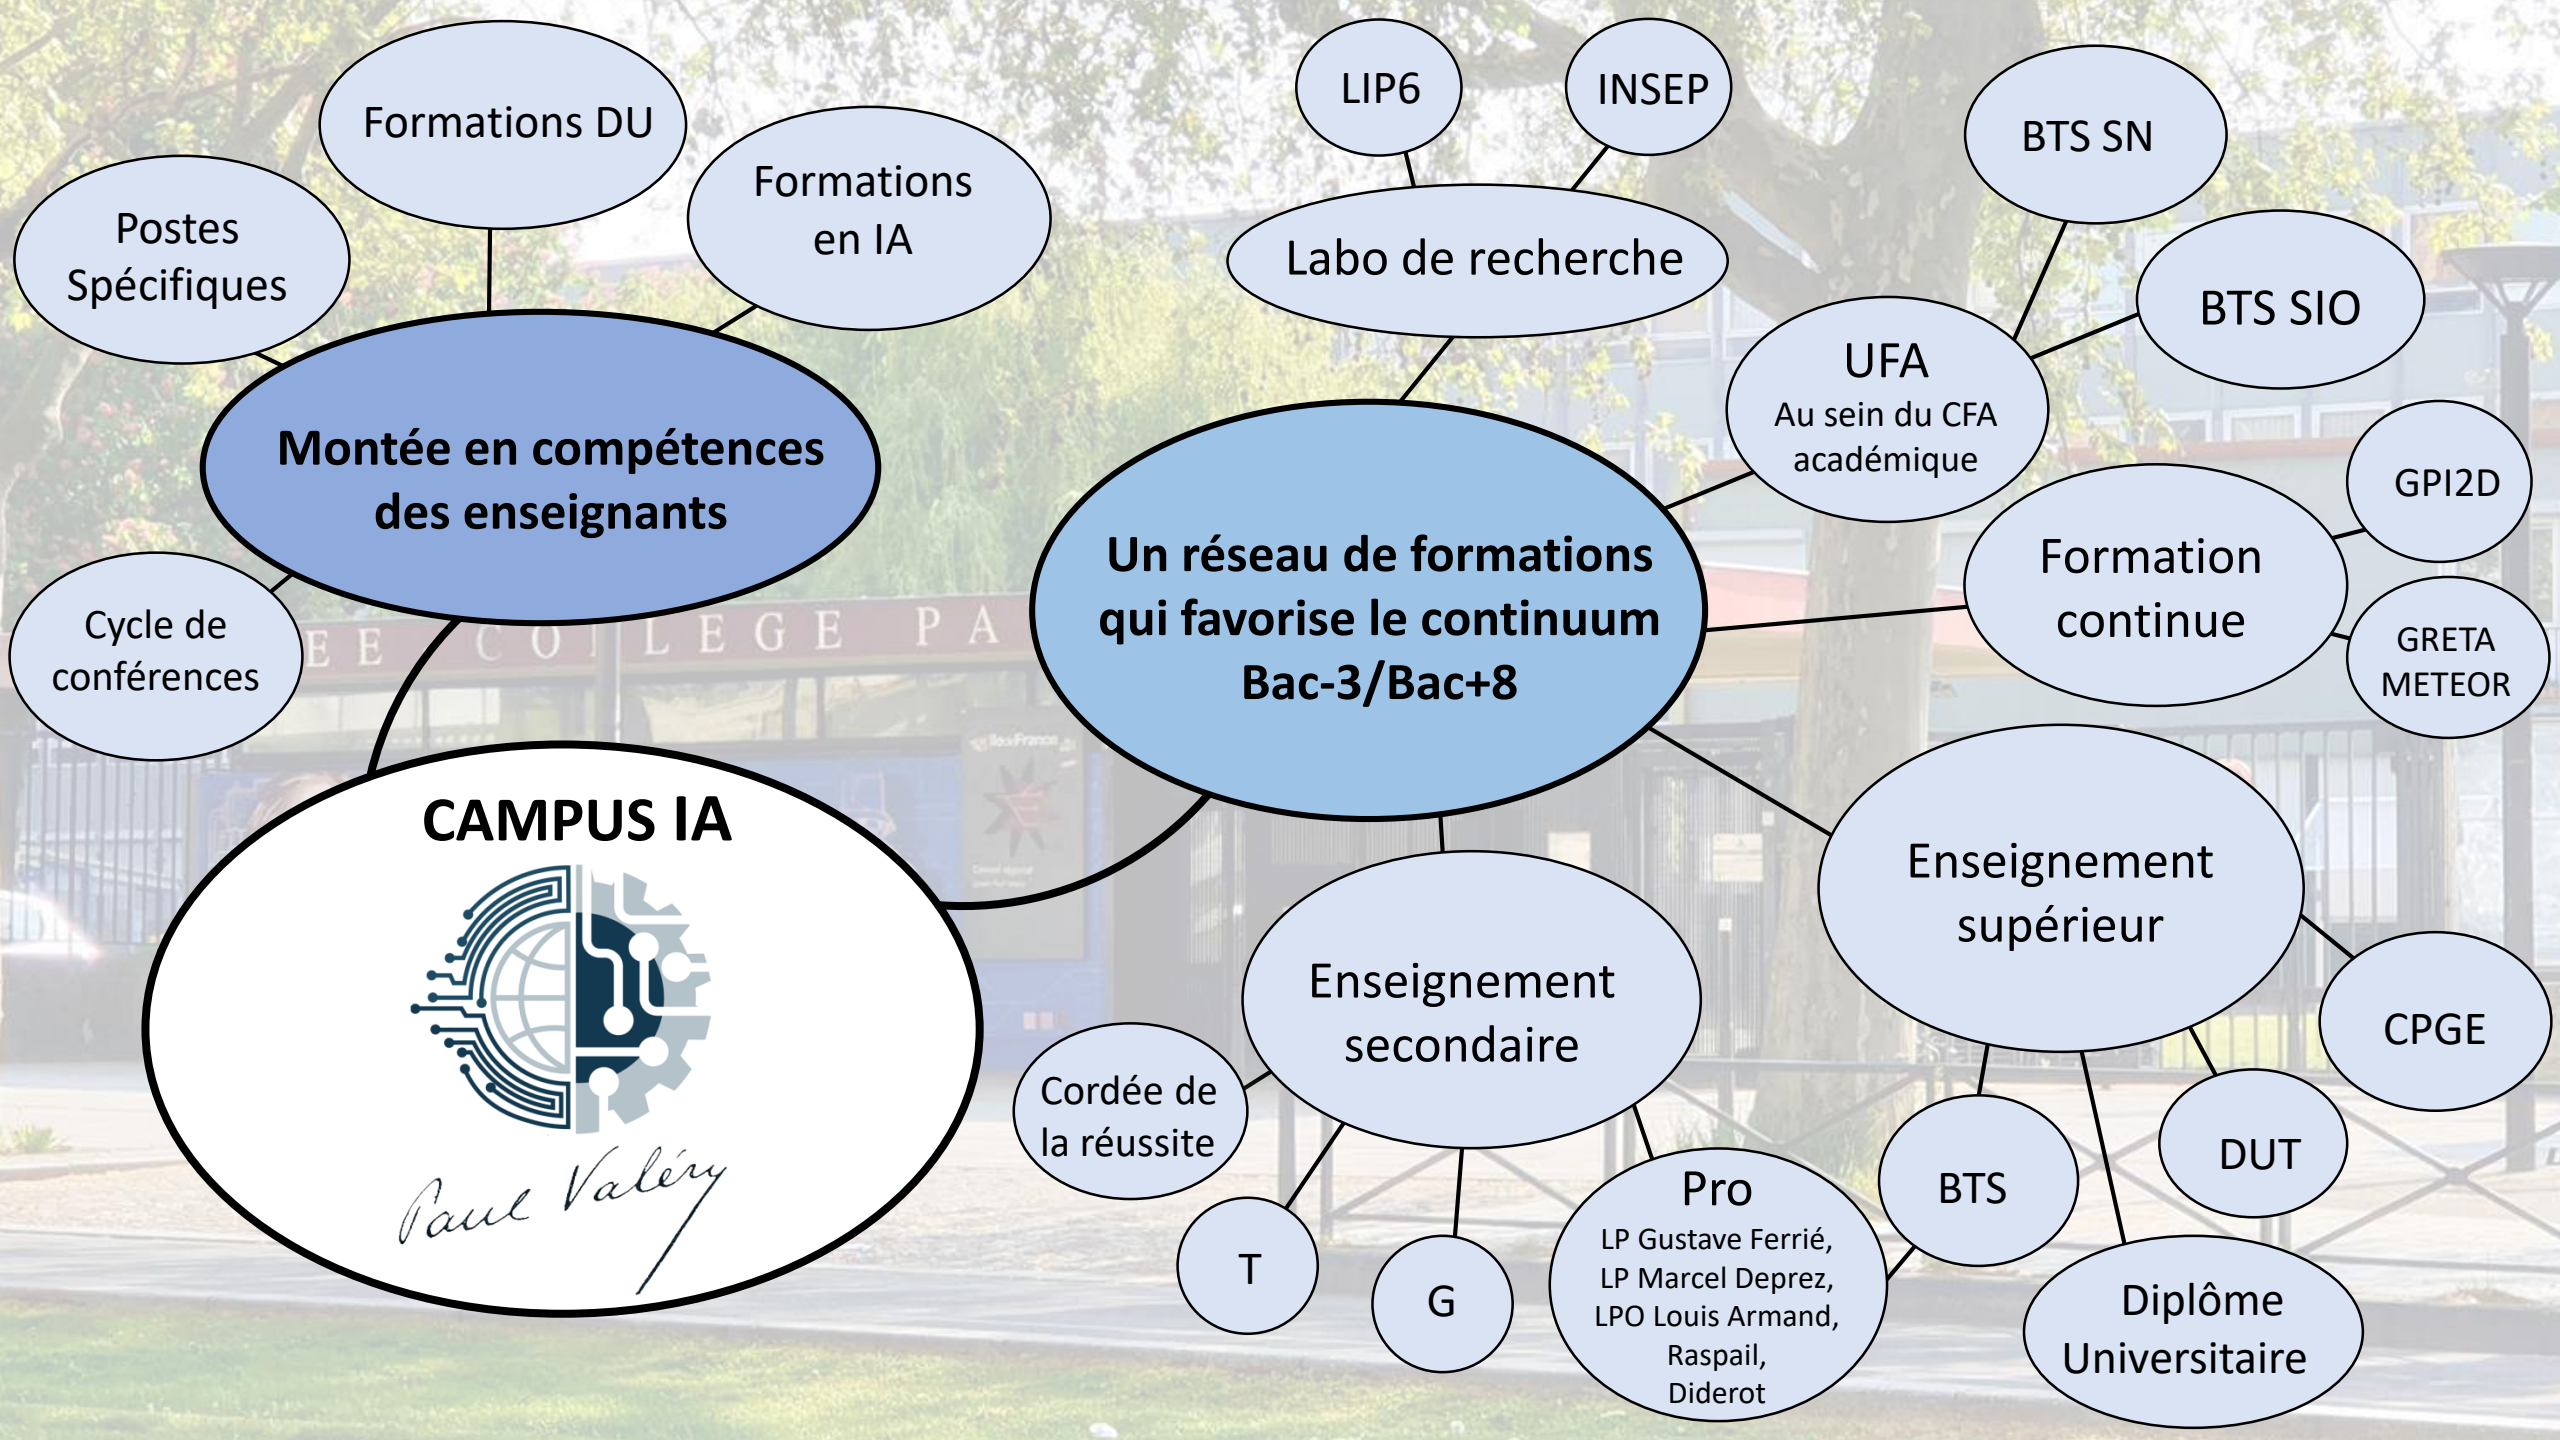 Formations DU
Postes
Spécifiques
Formations
en IA
Montée en compétences
des enseignants
Cycle de
conférences
CAMPUS IA
Paul Valéry
LIP6
INSEP
Labo de recherche
BTS SN
BTS SIO
UFA
Au sein du CFA
académique
Un réseau de formations
qui favorise le continuum
Bac-3/Bac+8
Formation
continue
GPI2D
GRETA
METEOR
Enseignement
supérieur
CPGE
DUT
BTS
Diplôme
Universitaire
Enseignement
secondaire
Cordée de
la réussite
T
G
Pro
LP Gustave Ferrié,
LP Marcel Deprez,
LPO Louis Armand,
Raspail,
Diderot
EE COLLEGE PA
îledeFrance